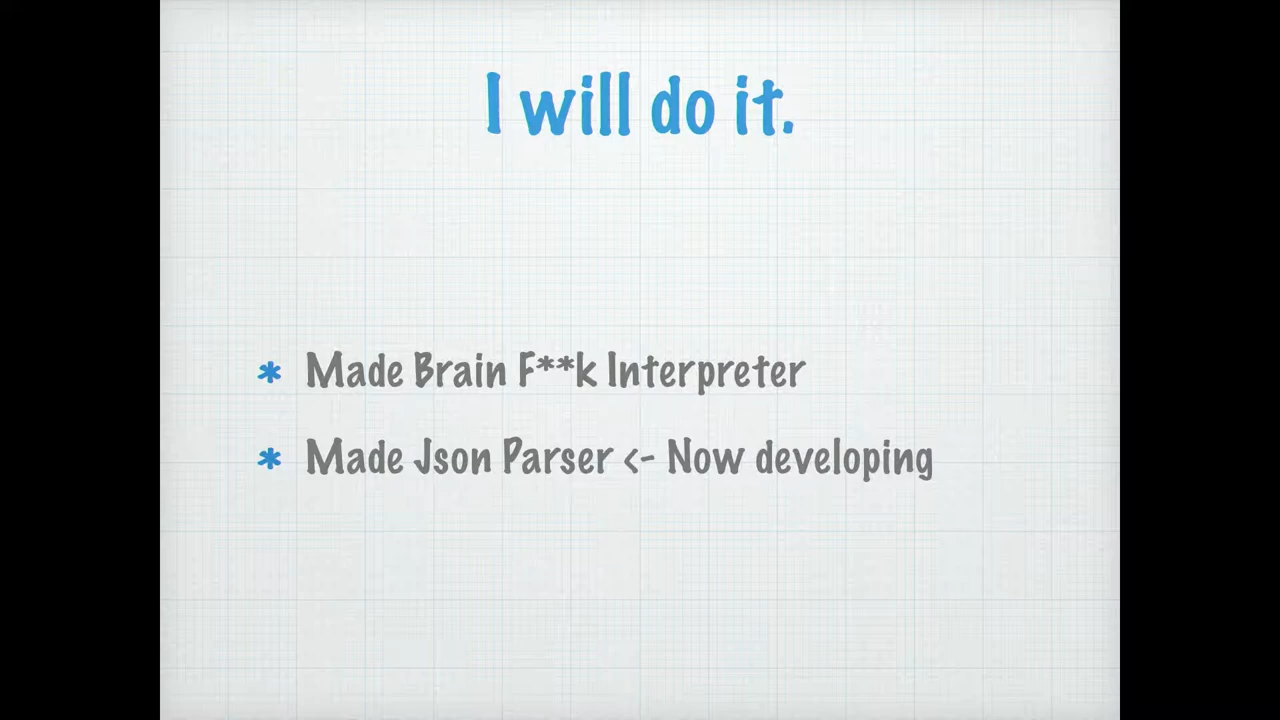 I will do it.
* Made Brain F**k Interpreter
* Made Json Parser <- Now developing